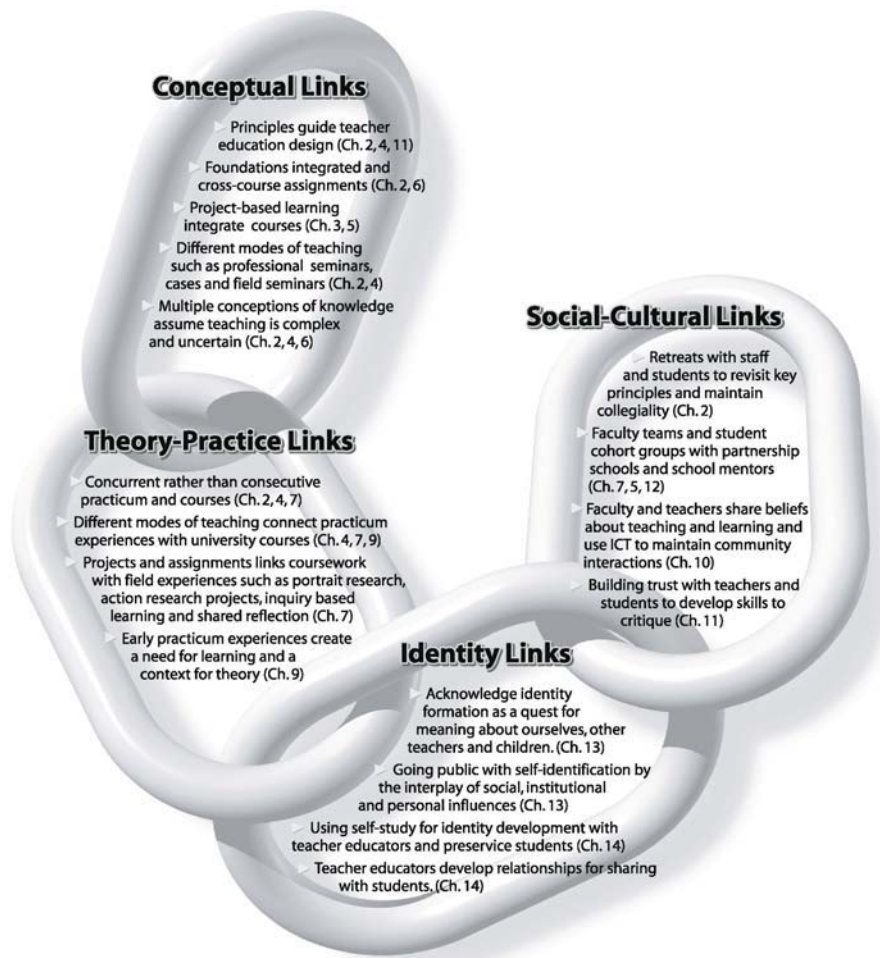 Conceptual Links
Principles guide teacher
education design (Ch. 2, 4, 11)
Foundations integrated and
cross-course assignments (Ch. 2, 6)
Project-based learning
integrate courses (Ch. 3, 5)
Different modes of teaching
such as professional seminars,
cases and field seminars (Ch. 2, 4)
Multiple conceptions of knowledge
assume teaching is complex
and uncertain (Ch. 2, 4, 6)
Social-Cultural Links
Retreats with staff
and students to revisit key
principles and maintain
collegiality (Ch. 2)
Faculty teams and student
cohort groups with partnership
schools and school mentors
(Ch. 7, 5, 12)
Faculty and teachers share beliefs
about teaching and learning and
use ICT to maintain community
interactions (Ch. 10)
Building trust with teachers and
students to develop skills to
critique (Ch. 11)
Theory-Practice Links
Concurrent rather than consecutive
practicum and courses (Ch. 2, 4, 7)
Different modes of teaching connect practicum
experiences with university courses (Ch. 4, 7, 9)
Projects and assignments links coursework
with field experiences such as portrait research,
action research projects, inquiry based
learning and shared reflection (Ch. 7)
Early practicum experiences create
a need for learning and a
context for theory (Ch. 9)
Identity Links
Acknowledge identity
formation as a quest for
meaning about ourselves, other
teachers and children. (Ch. 13)
Going public with self-identification by
the interplay of social, institutional
and personal influences (Ch. 13)
Using self-study for identity development with
teacher educators and preservice students (Ch. 14)
Teacher educators develop relationships for sharing
with students. (Ch. 14)